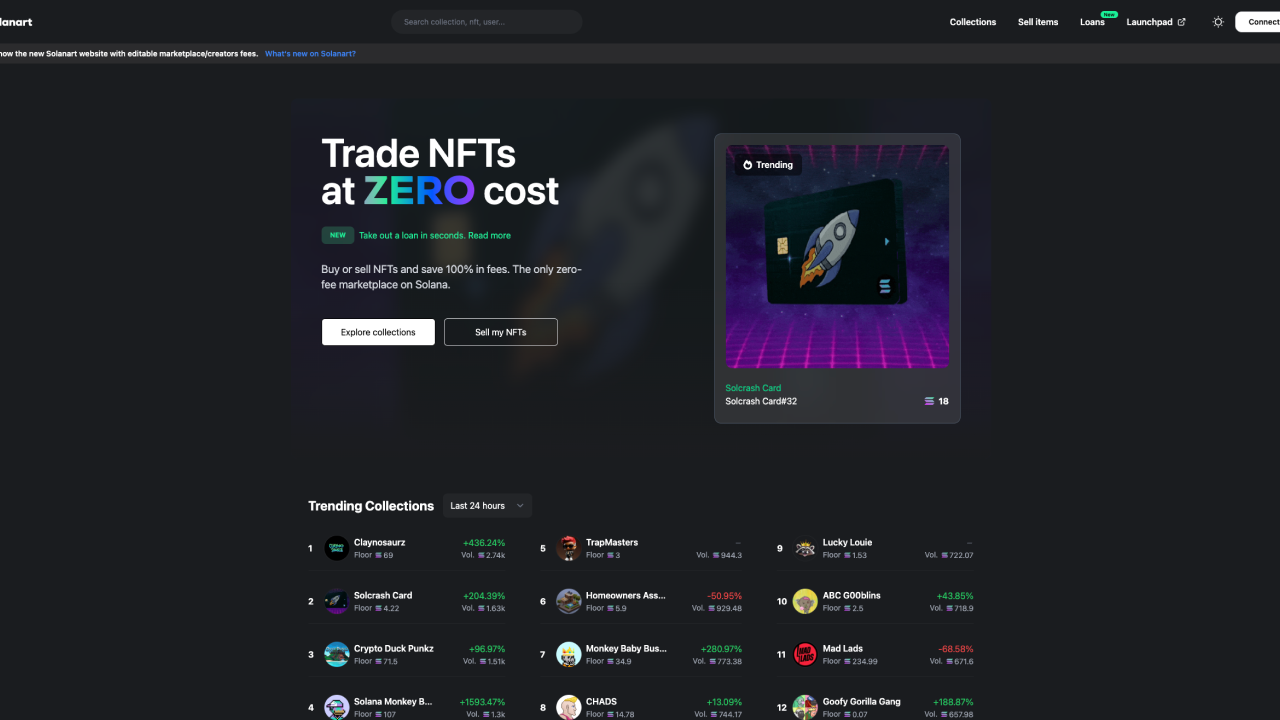 lanart
Search collection, nft, user...
Collections
Sell items
Loans
New
Launchpad
Connect
now the new Solanart website with editable marketplace/creators fees. What's new on Solanart?
Trade NFTs
at ZERO cost
NEW
Take out a loan in seconds. Read more
Buy or sell NFTs and save 100% in fees. The only zero-
fee marketplace on Solana.
Explore collections
Sell my NFTs
Trending
Solcrash Card
Solcrash Card#32
18
Trending Collections
Last 24 hours
1 Claynosaurz +436.24%
Floor 69 Vol. 2.74k
2 Solcrash Card +204.39%
Floor 4.22 Vol. 1.63k
3 Crypto Duck Punkz +96.97%
Floor 71.5 Vol. 1.51k
4 Solana Monkey B... +1593.47%
Floor 107 Vol. 1.3k
5 TrapMasters –
Floor 3 Vol. 944.3
6 Homeowners Ass... -50.95%
Floor 5.9 Vol. 929.48
7 Monkey Baby Bus... +280.97%
Floor 34.9 Vol. 773.38
8 CHADS +13.09%
Floor 14.78 Vol. 744.17
9 Lucky Louie –
Floor 1.53 Vol. 722.07
10 ABC G00blins +43.85%
Floor 2.5 Vol. 718.9
11 Mad Lads -68.58%
MAD
LADS
Floor 234.99 Vol. 671.6
12 Goofy Gorilla Gang +188.87%
Floor 0.07 Vol. 657.98